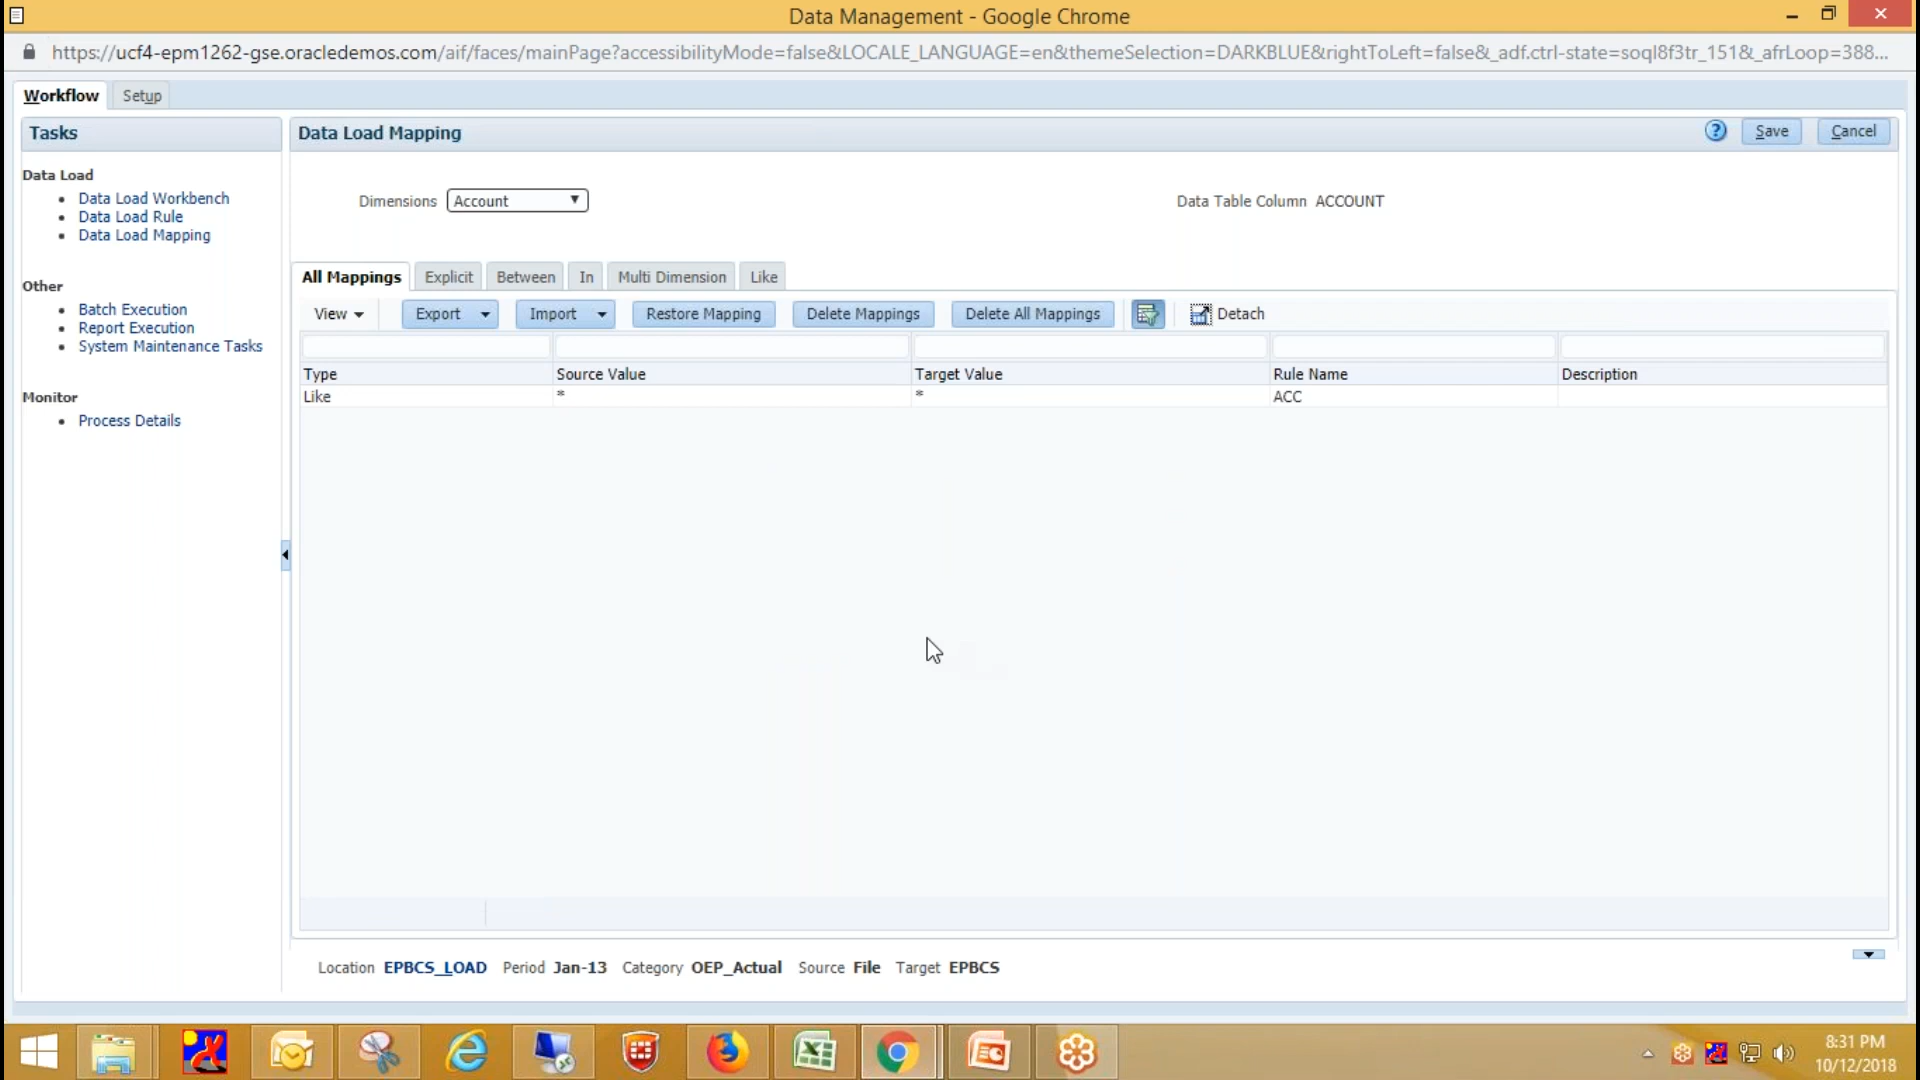 Data Management - Google Chrome
https://ucf4-epm1262-gse.oracledemos.com/aif/faces/mainPage?accessibilityMode=false&LOCALE_LANGUAGE=en&themeSelection=DARKBLUE&rightToLeft=false&_adf.ctrl-state=soql8f3tr_151&_afrLoop=388...
Workflow Setup
Tasks
Data Load Mapping
? Save Cancel
Data Load
Data Load Workbench
Data Load Rule
Data Load Mapping
Other
Batch Execution
Report Execution
System Maintenance Tasks
Monitor
Process Details
Dimensions Account Data Table Column ACCOUNT
All Mappings Explicit Between In Multi Dimension Like
View Export Import Restore Mapping Delete Mappings Delete All Mappings Detach
Type Source Value Target Value Rule Name Description
Like * * ACC
Location EPBCS_LOAD Period Jan-13 Category OEP_Actual Source File Target EPBCS
8:31 PM
10/12/2018